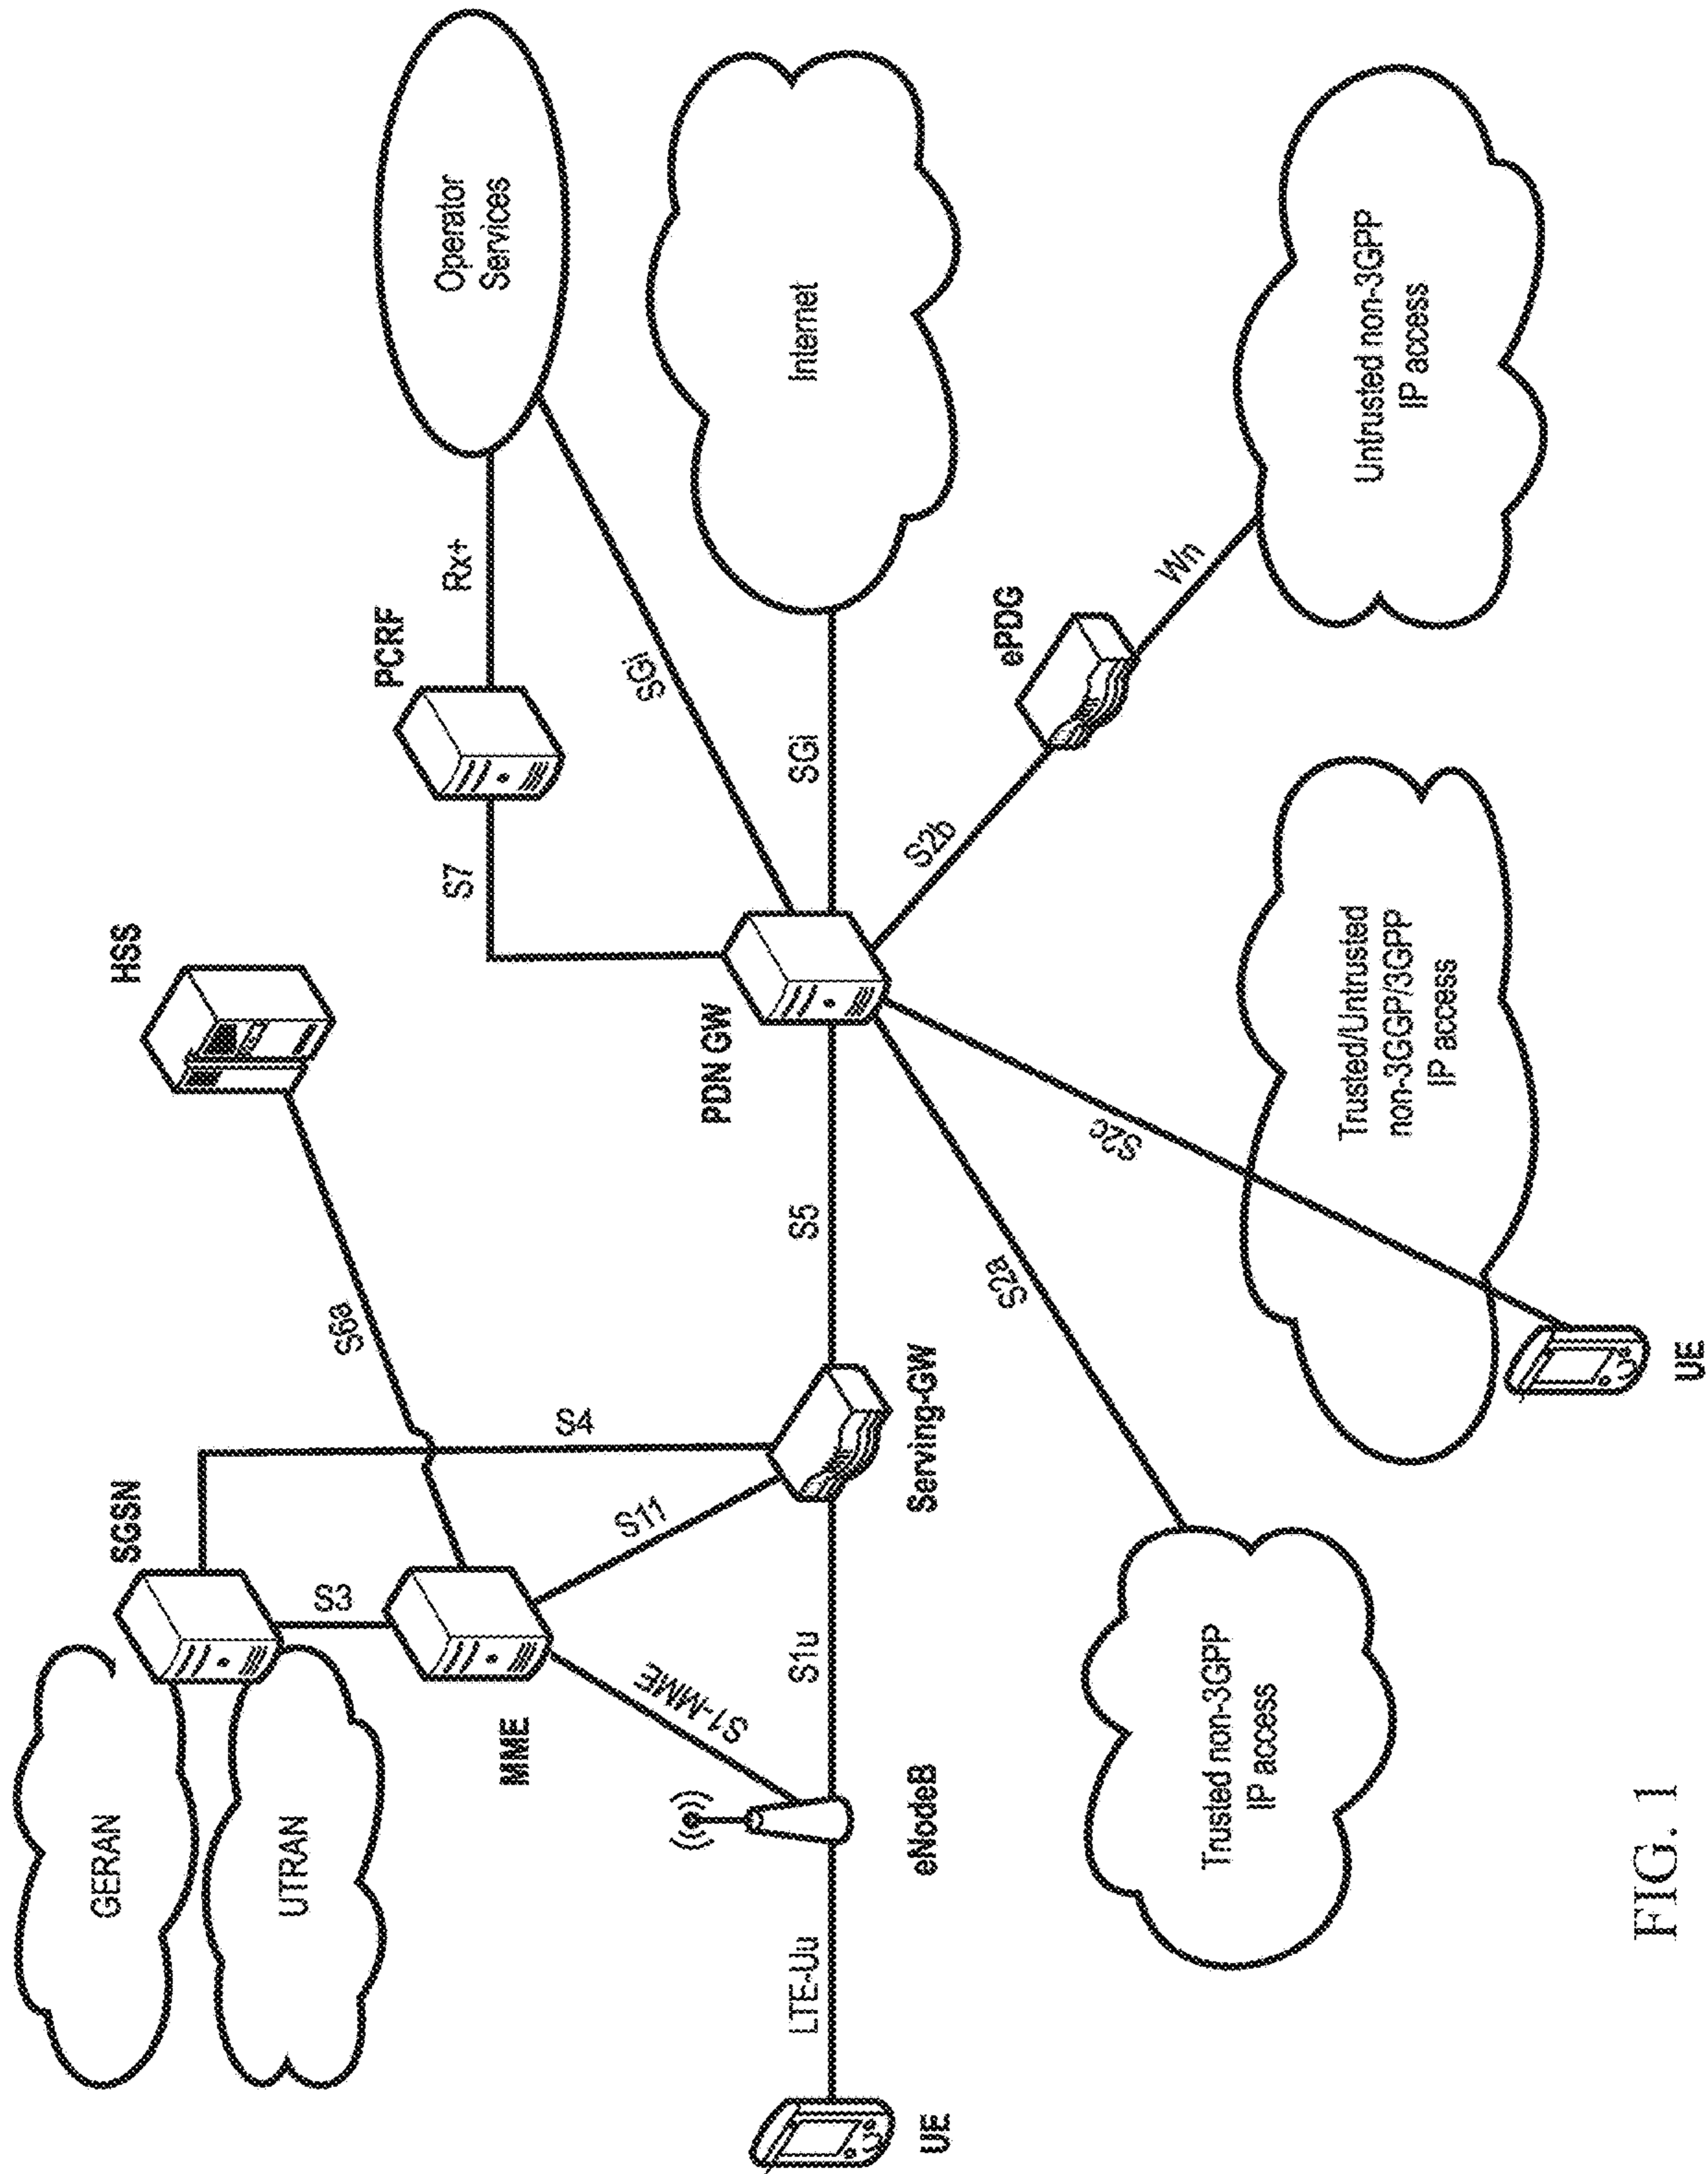 GERAN
SGSN
HSS
UTRAN
S3
S4
S6a
PCRF
S7
Rx+
Operator
Services
MME
S11
S1-MME
SGi
LTE-Uu
S1u
S5
PDN GW
SGi
Internet
UE
eNodeB
Serving-GW
S2a
S2c
S2b
ePDG
Wn
Trusted non-3GPP
IP access
Trusted/Untrusted
non-3GGP/3GPP
IP access
Untrusted non-3GPP
IP access
UE
FIG. 1